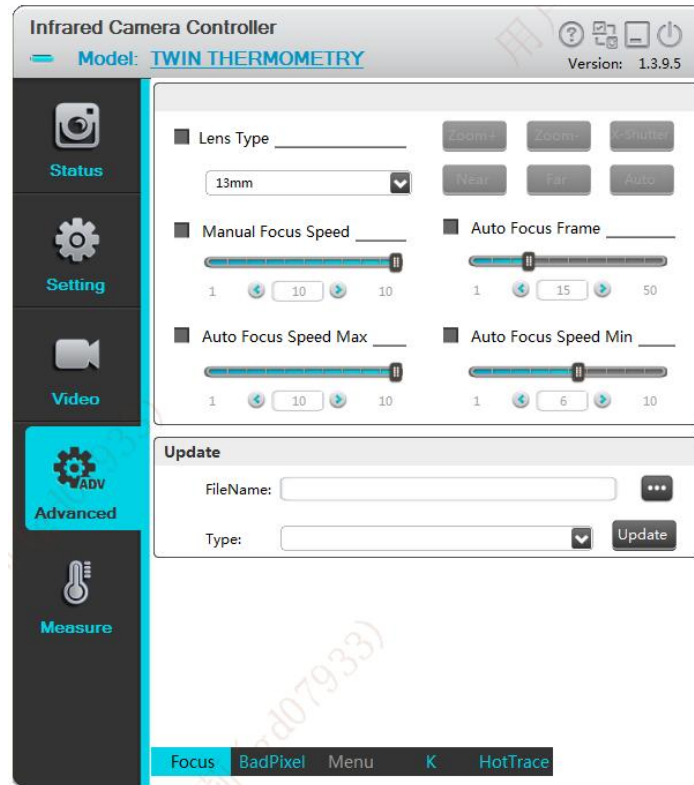 Infrared Camera Controller
Model: TWIN THERMOMETRY
Version: 1.3.9.5
Status
Setting
Video
ADV
Advanced
Measure
Lens Type
Zoom+ Zoom- X-Shutter
13mm
Near Far Auto
Manual Focus Speed
Auto Focus Frame
1 10 10
1 15 50
Auto Focus Speed Max
Auto Focus Speed Min
1 10 10
1 6 10
Update
FileName:
Type:
Update
Focus BadPixel Menu K HotTrace